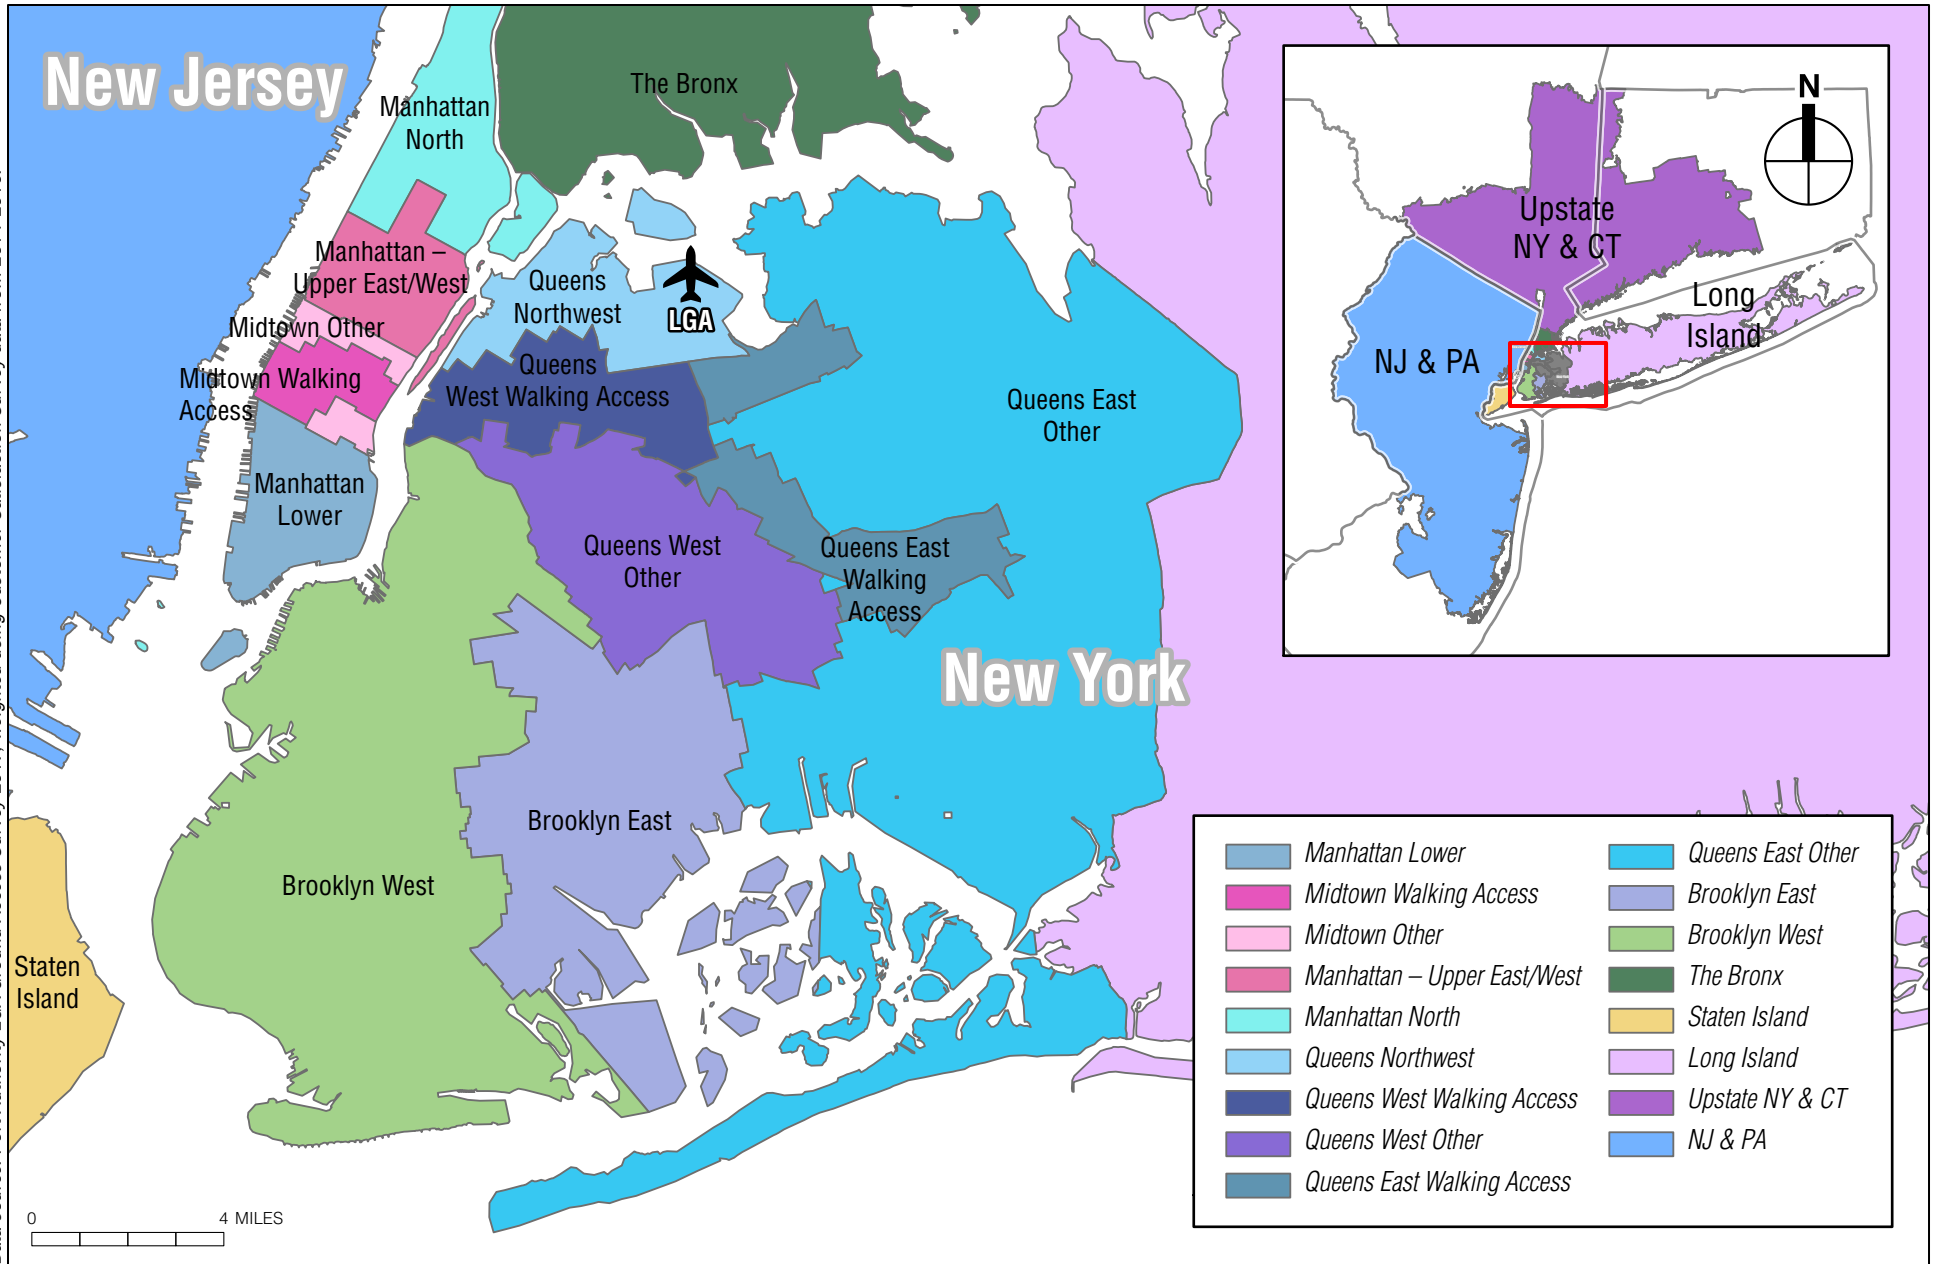 New Jersey
Manhattan
North
The Bronx
Manhattan –
Upper East/West
Queens
Northwest
LGA
Midtown Other
Midtown Walking
Access
Queens
West Walking Access
Queens East
Other
Manhattan
Lower
Queens West
Other
Queens East
Walking
Access
New York
Brooklyn East
Brooklyn West
Staten
Island
0 4 MILES
N
Upstate
NY & CT
Long
Island
NJ & PA
Manhattan Lower
Midtown Walking Access
Midtown Other
Manhattan – Upper East/West
Manhattan North
Queens Northwest
Queens West Walking Access
Queens West Other
Queens East Walking Access
Queens East Other
Brooklyn East
Brooklyn West
The Bronx
Staten Island
Long Island
Upstate NY & CT
NJ & PA